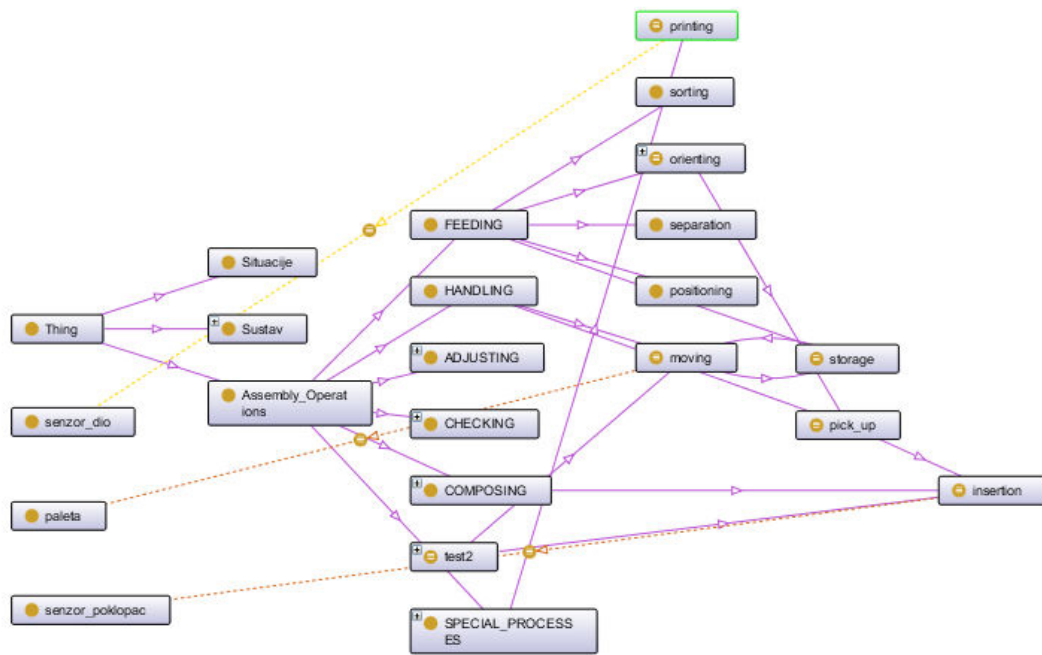 printing
sorting
orienting
FEEDING
separation
Situacije
HANDLING
positioning
Thing
Sustav
ADJUSTING
moving
storage
Assembly_Operat
ions
senzor_dio
CHECKING
pick_up
COMPOSING
insertion
paleta
test2
senzor_poklopac
SPECIAL_PROCESS
ES